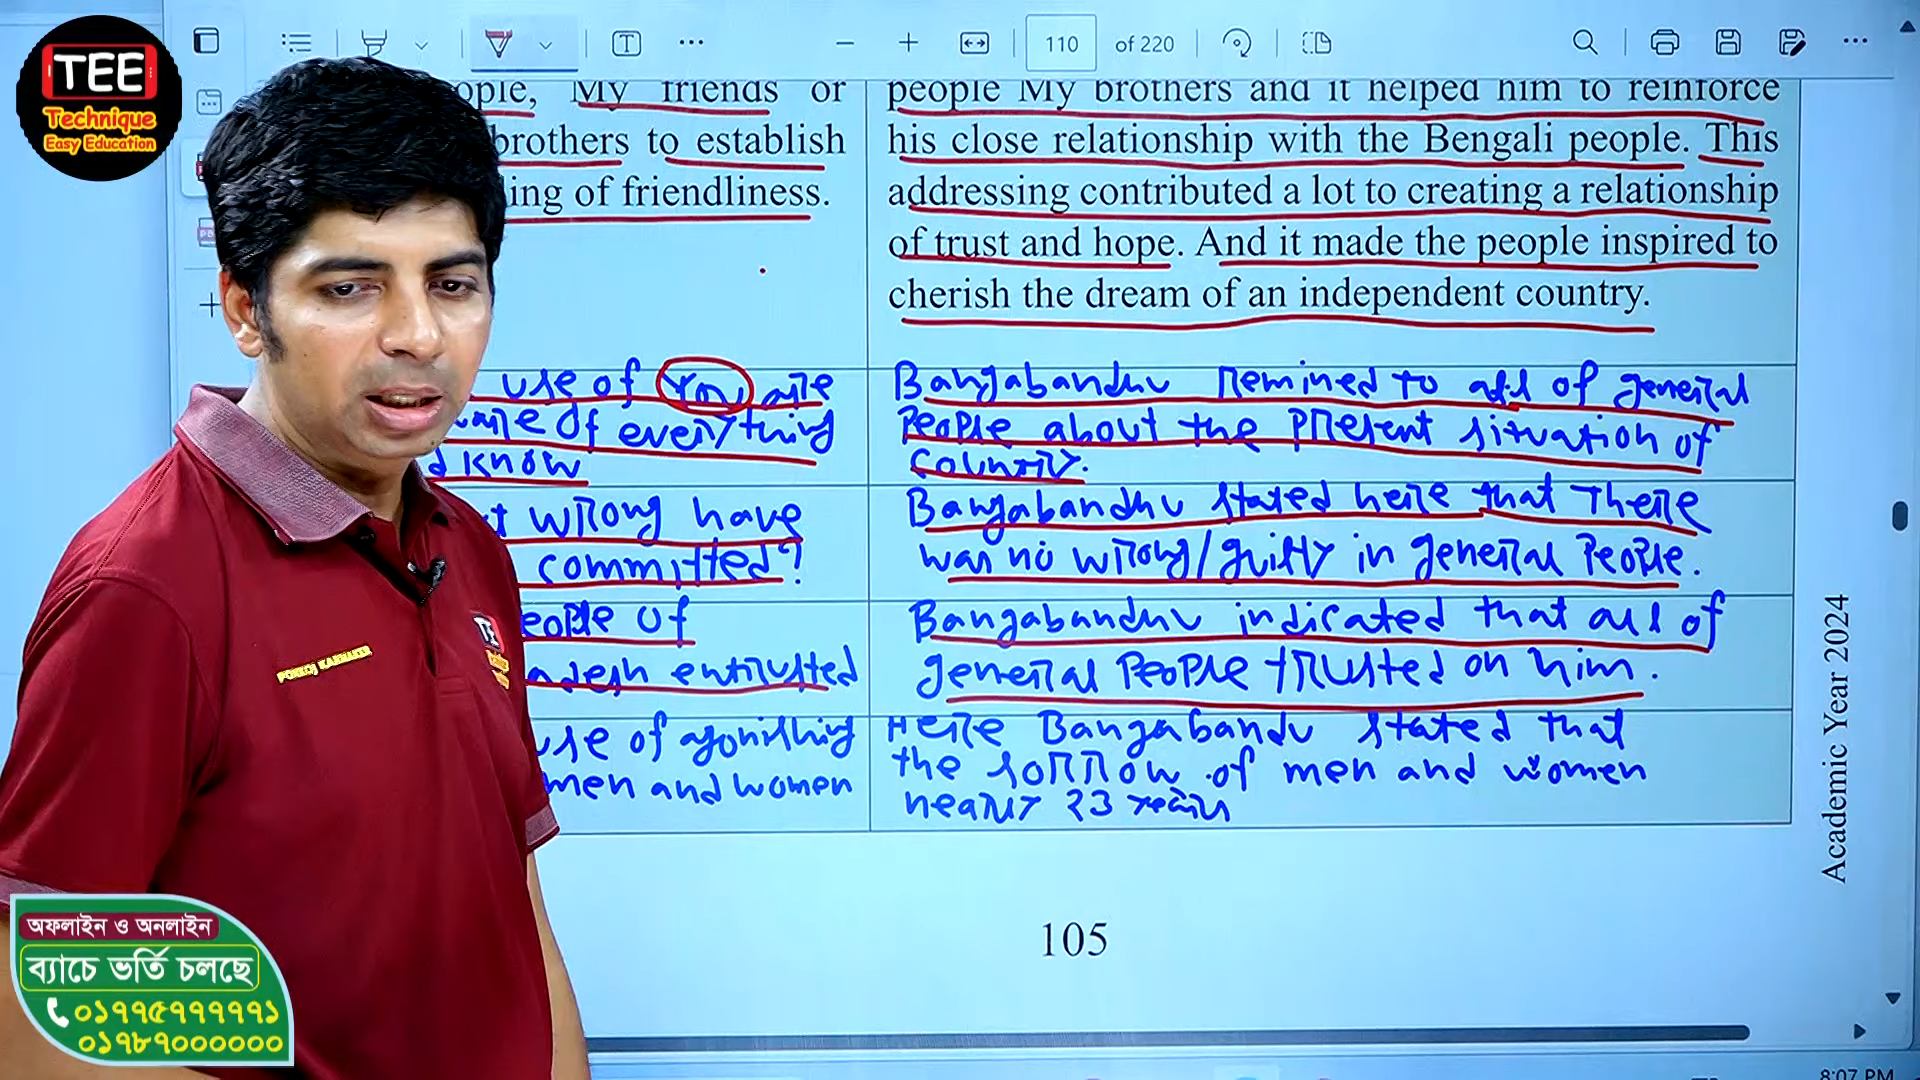 TEE
Technique
Easy Education
110 of 220
ople, My friends or
brothers to establish
ing of friendliness.
people My brothers and it helped him to reinforce
his close relationship with the Bengali people. This
addressing contributed a lot to creating a relationship
of trust and hope. And it made the people inspired to
cherish the dream of an independent country.
use of You are
ware of everything
d know
Bangabandhu remined to all of general
People about the present situation of
country.
t wrong have
committed?
Bangabandhu stated here that There
was no wrong/guilty in general People.
eople of
adesh entrusted
Bangabandhu indicated that all of
general People trusted on him.
use of agonishing
men and women
Here Bangabandu stated that
the sorrow of men and women
nearly 23 years
105
Academic Year 2024
PONKOJ KARMAKER
অফলাইন ও অনলাইন
ব্যাচে ভর্তি চলছে
০১৭৭৫৭৭৭৭৭১
০১৭৮৭০০০০০০
8:07 PM